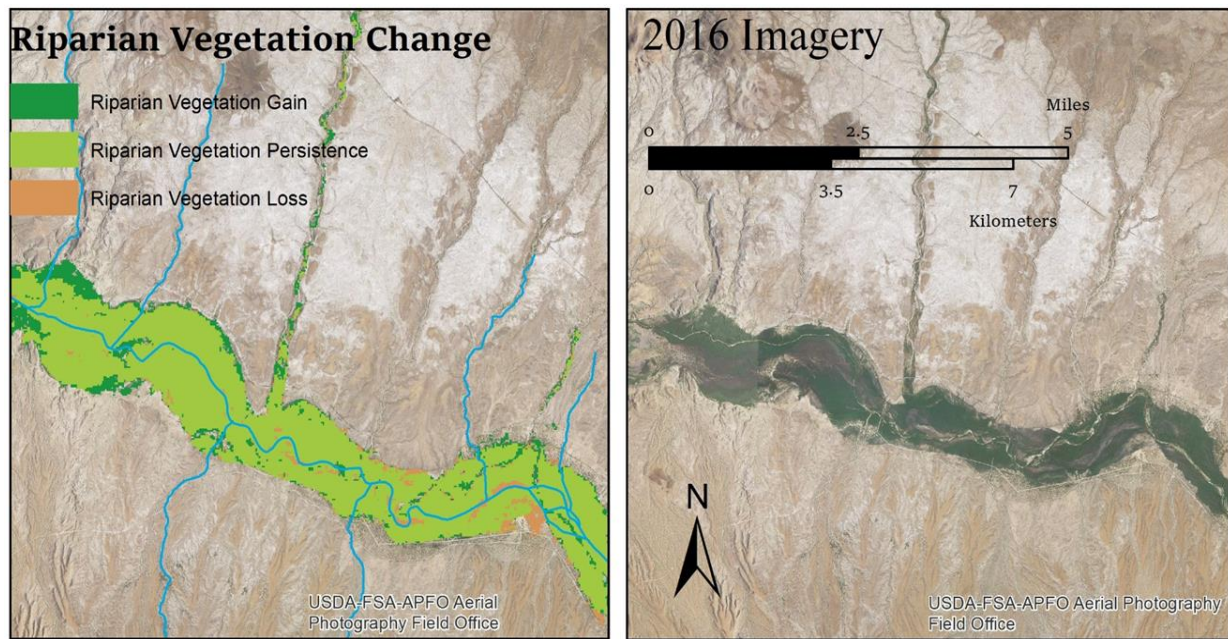 Riparian Vegetation Change
Riparian Vegetation Gain
Riparian Vegetation Persistence
Riparian Vegetation Loss
USDA-FSA-APFO Aerial
Photography Field Office
2016 Imagery
Miles
0 2.5 5
0 3.5 7
Kilometers
N
USDA-FSA-APFO Aerial Photography
Field Office